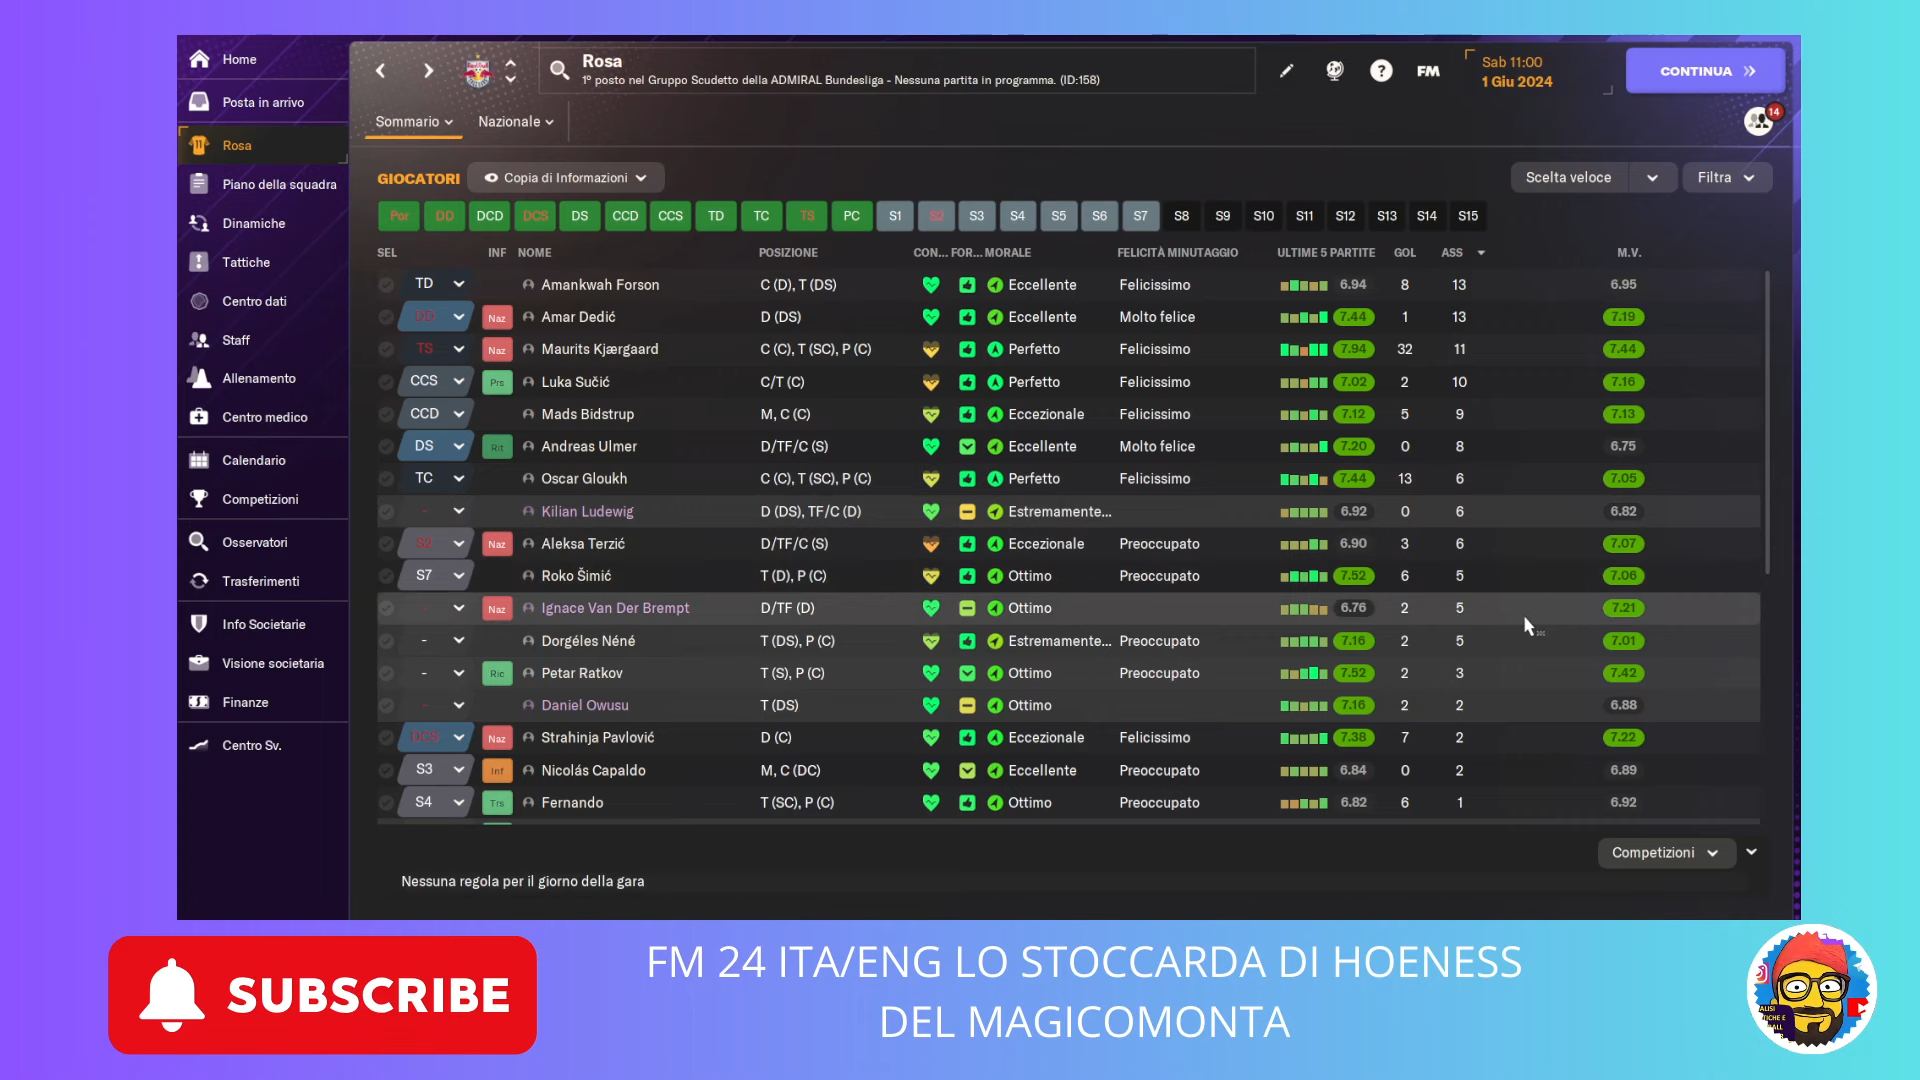 Home
Posta in arrivo
Rosa
Piano della squadra
Dinamiche
Tattiche
Centro dati
Staff
Allenamento
Centro medico
Calendario
Competizioni
Osservatori
Trasferimenti
Info Societarie
Visione societaria
Finanze
Centro Sv.
Rosa
1° posto nel Gruppo Scudetto della ADMIRAL Bundesliga - Nessuna partita in programma. (ID:158)
? FM
Sab 11:00
1 Giu 2024
CONTINUA
Sommario Nazionale
14
GIOCATORI Copia di Informazioni Scelta veloce Filtra
Por DD DCD DCS DS CCD CCS TD TC TS PC S1 S2 S3 S4 S5 S6 S7 S8 S9 S10 S11 S12 S13 S14 S15
SEL INF NOME POSIZIONE CON... FOR... MORALE FELICITÀ MINUTAGGIO ULTIME 5 PARTITE GOL ASS M.V.
TD Amankwah Forson C (D), T (DS) Eccellente Felicissimo 6.94 8 13 6.95
DD Naz Amar Dedić D (DS) Eccellente Molto felice 7.44 1 13 7.19
TS Naz Maurits Kjærgaard C (C), T (SC), P (C) Perfetto Felicissimo 7.94 32 11 7.44
CCS Prs Luka Sučić C/T (C) Perfetto Felicissimo 7.02 2 10 7.16
CCD Mads Bidstrup M, C (C) Eccezionale Felicissimo 7.12 5 9 7.13
DS Rit Andreas Ulmer D/TF/C (S) Eccellente Molto felice 7.20 0 8 6.75
TC Oscar Gloukh C (C), T (SC), P (C) Perfetto Felicissimo 7.44 13 6 7.05
- Kilian Ludewig D (DS), TF/C (D) Estremamente... 6.92 0 6 6.82
S2 Naz Aleksa Terzić D/TF/C (S) Eccezionale Preoccupato 6.90 3 6 7.07
S7 Roko Šimić T (D), P (C) Ottimo Preoccupato 7.52 6 5 7.06
- Naz Ignace Van Der Brempt D/TF (D) Ottimo 6.76 2 5 7.21
- Dorgéles Néné T (DS), P (C) Estremamente... Preoccupato 7.16 2 5 7.01
- Ric Petar Ratkov T (S), P (C) Ottimo Preoccupato 7.52 2 3 7.42
- Daniel Owusu T (DS) Ottimo 7.16 2 2 6.88
DCS Naz Strahinja Pavlović D (C) Eccezionale Felicissimo 7.38 7 2 7.22
S3 Inf Nicolás Capaldo M, C (DC) Eccellente Preoccupato 6.84 0 2 6.89
S4 Trs Fernando T (SC), P (C) Ottimo Preoccupato 6.82 6 1 6.92
Competizioni
Nessuna regola per il giorno della gara
SUBSCRIBE
FM 24 ITA/ENG LO STOCCARDA DI HOENESS
DEL MAGICOMONTA